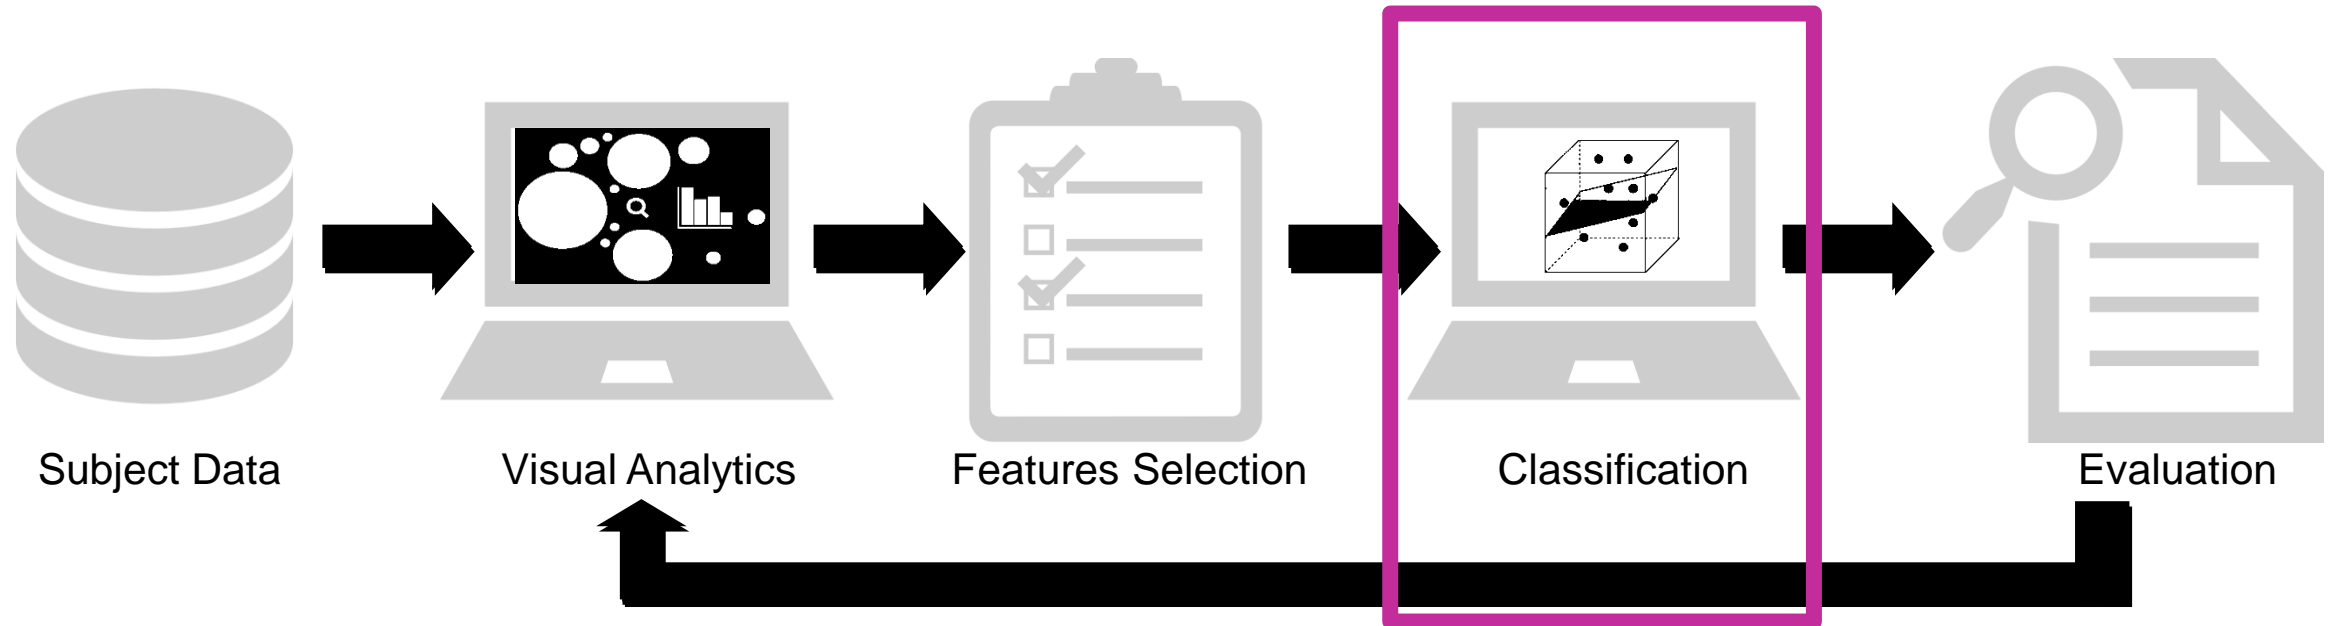 Subject Data
Visual Analytics
Features Selection
Classification
Evaluation